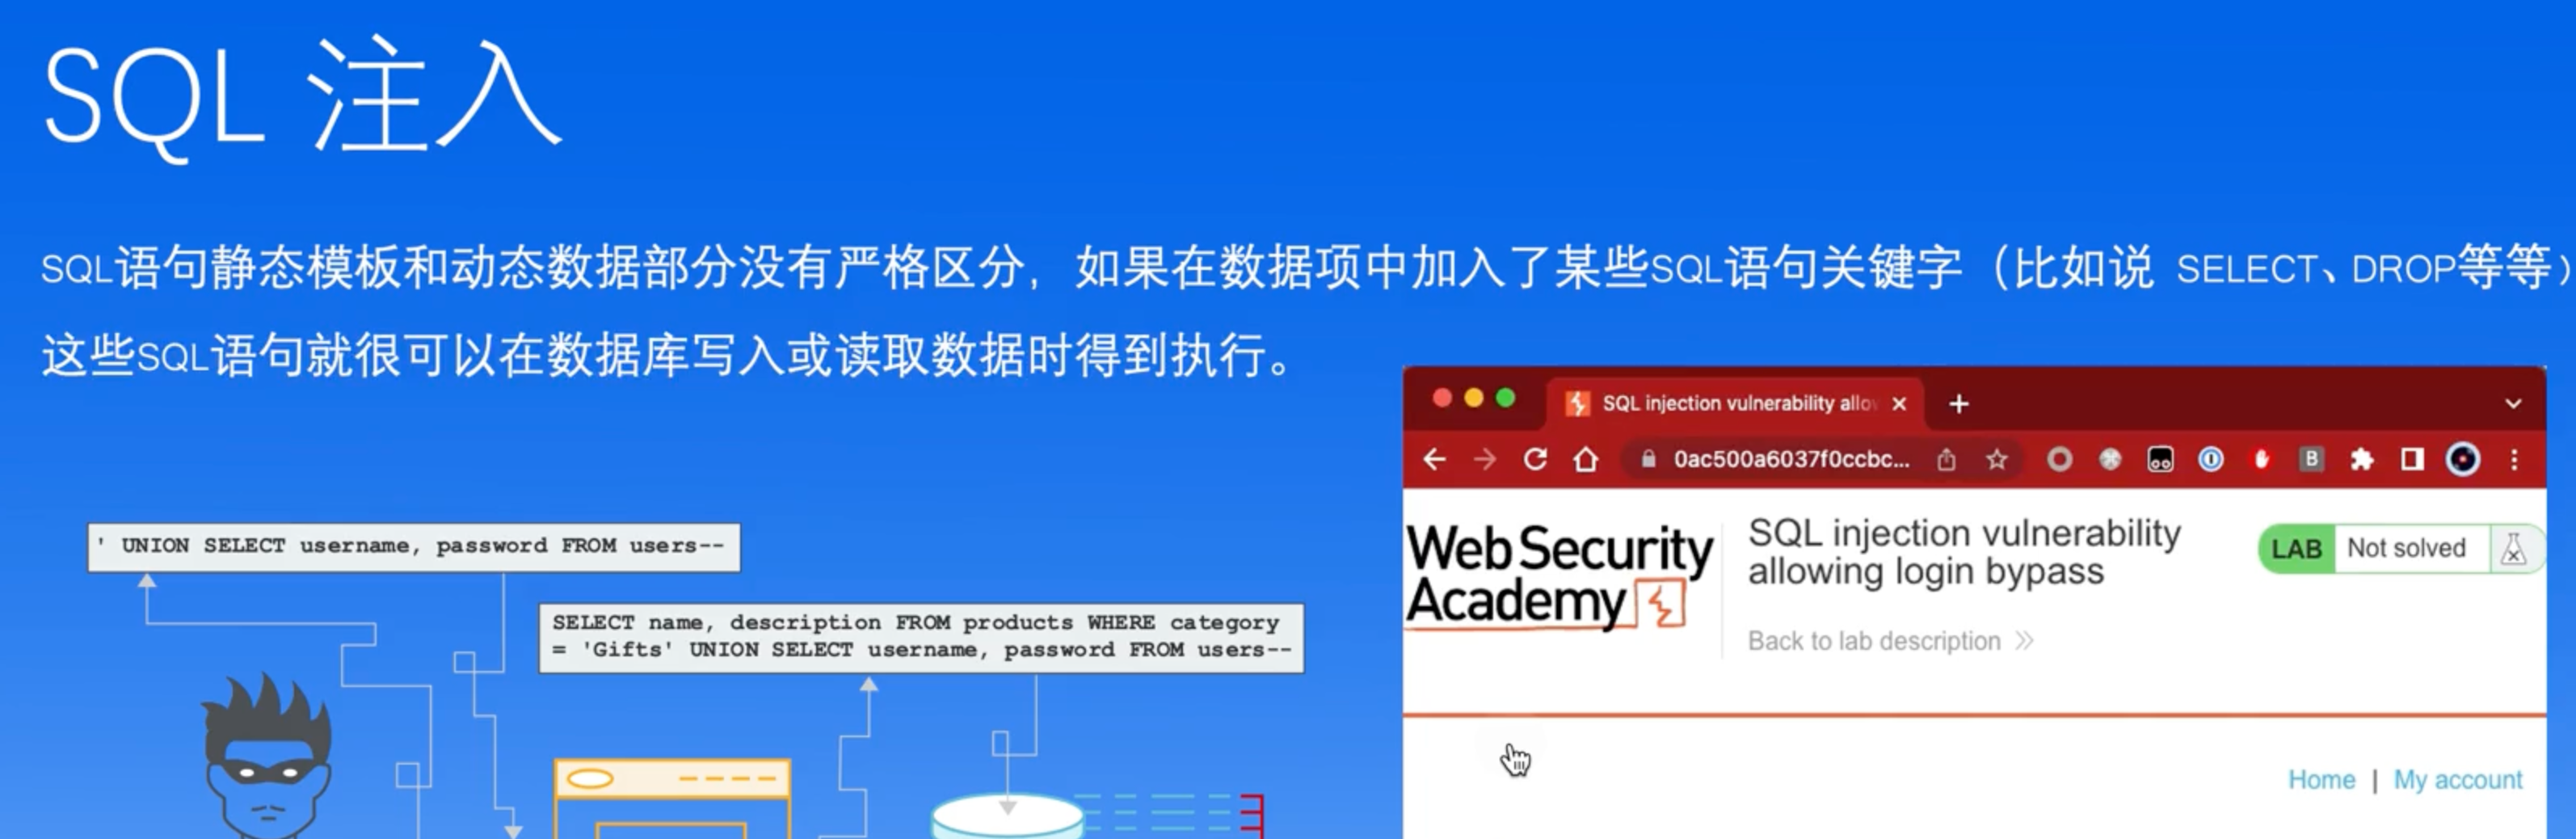 SQL 注入
SQL语句静态模板和动态数据部分没有严格区分，如果在数据项中加入了某些SQL语句关键字（比如说 SELECT、DROP等等）
这些SQL语句就很可以在数据库写入或读取数据时得到执行。
' UNION SELECT username, password FROM users--
SELECT name, description FROM products WHERE category
= 'Gifts' UNION SELECT username, password FROM users--
SQL injection vulnerability allo
0ac500a6037f0ccbc...
B
Web Security
Academy
SQL injection vulnerability
allowing login bypass
LAB Not solved
Back to lab description
Home | My account